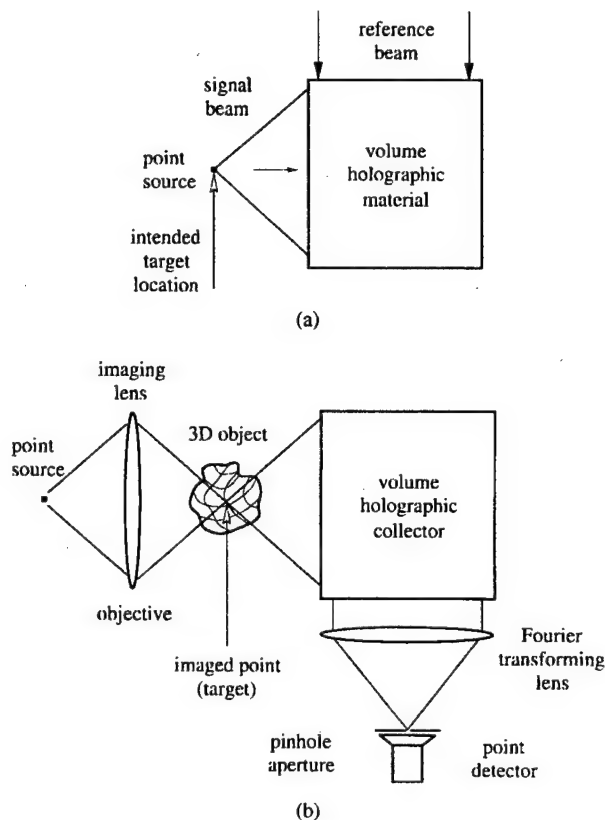 reference
beam
signal
beam
point
source
volume
holographic
material
intended
target
location
(a)
imaging
lens
3D object
point
source
volume
holographic
collector
objective
imaged point
(target)
Fourier
transforming
lens
pinhole
aperture
point
detector
(b)